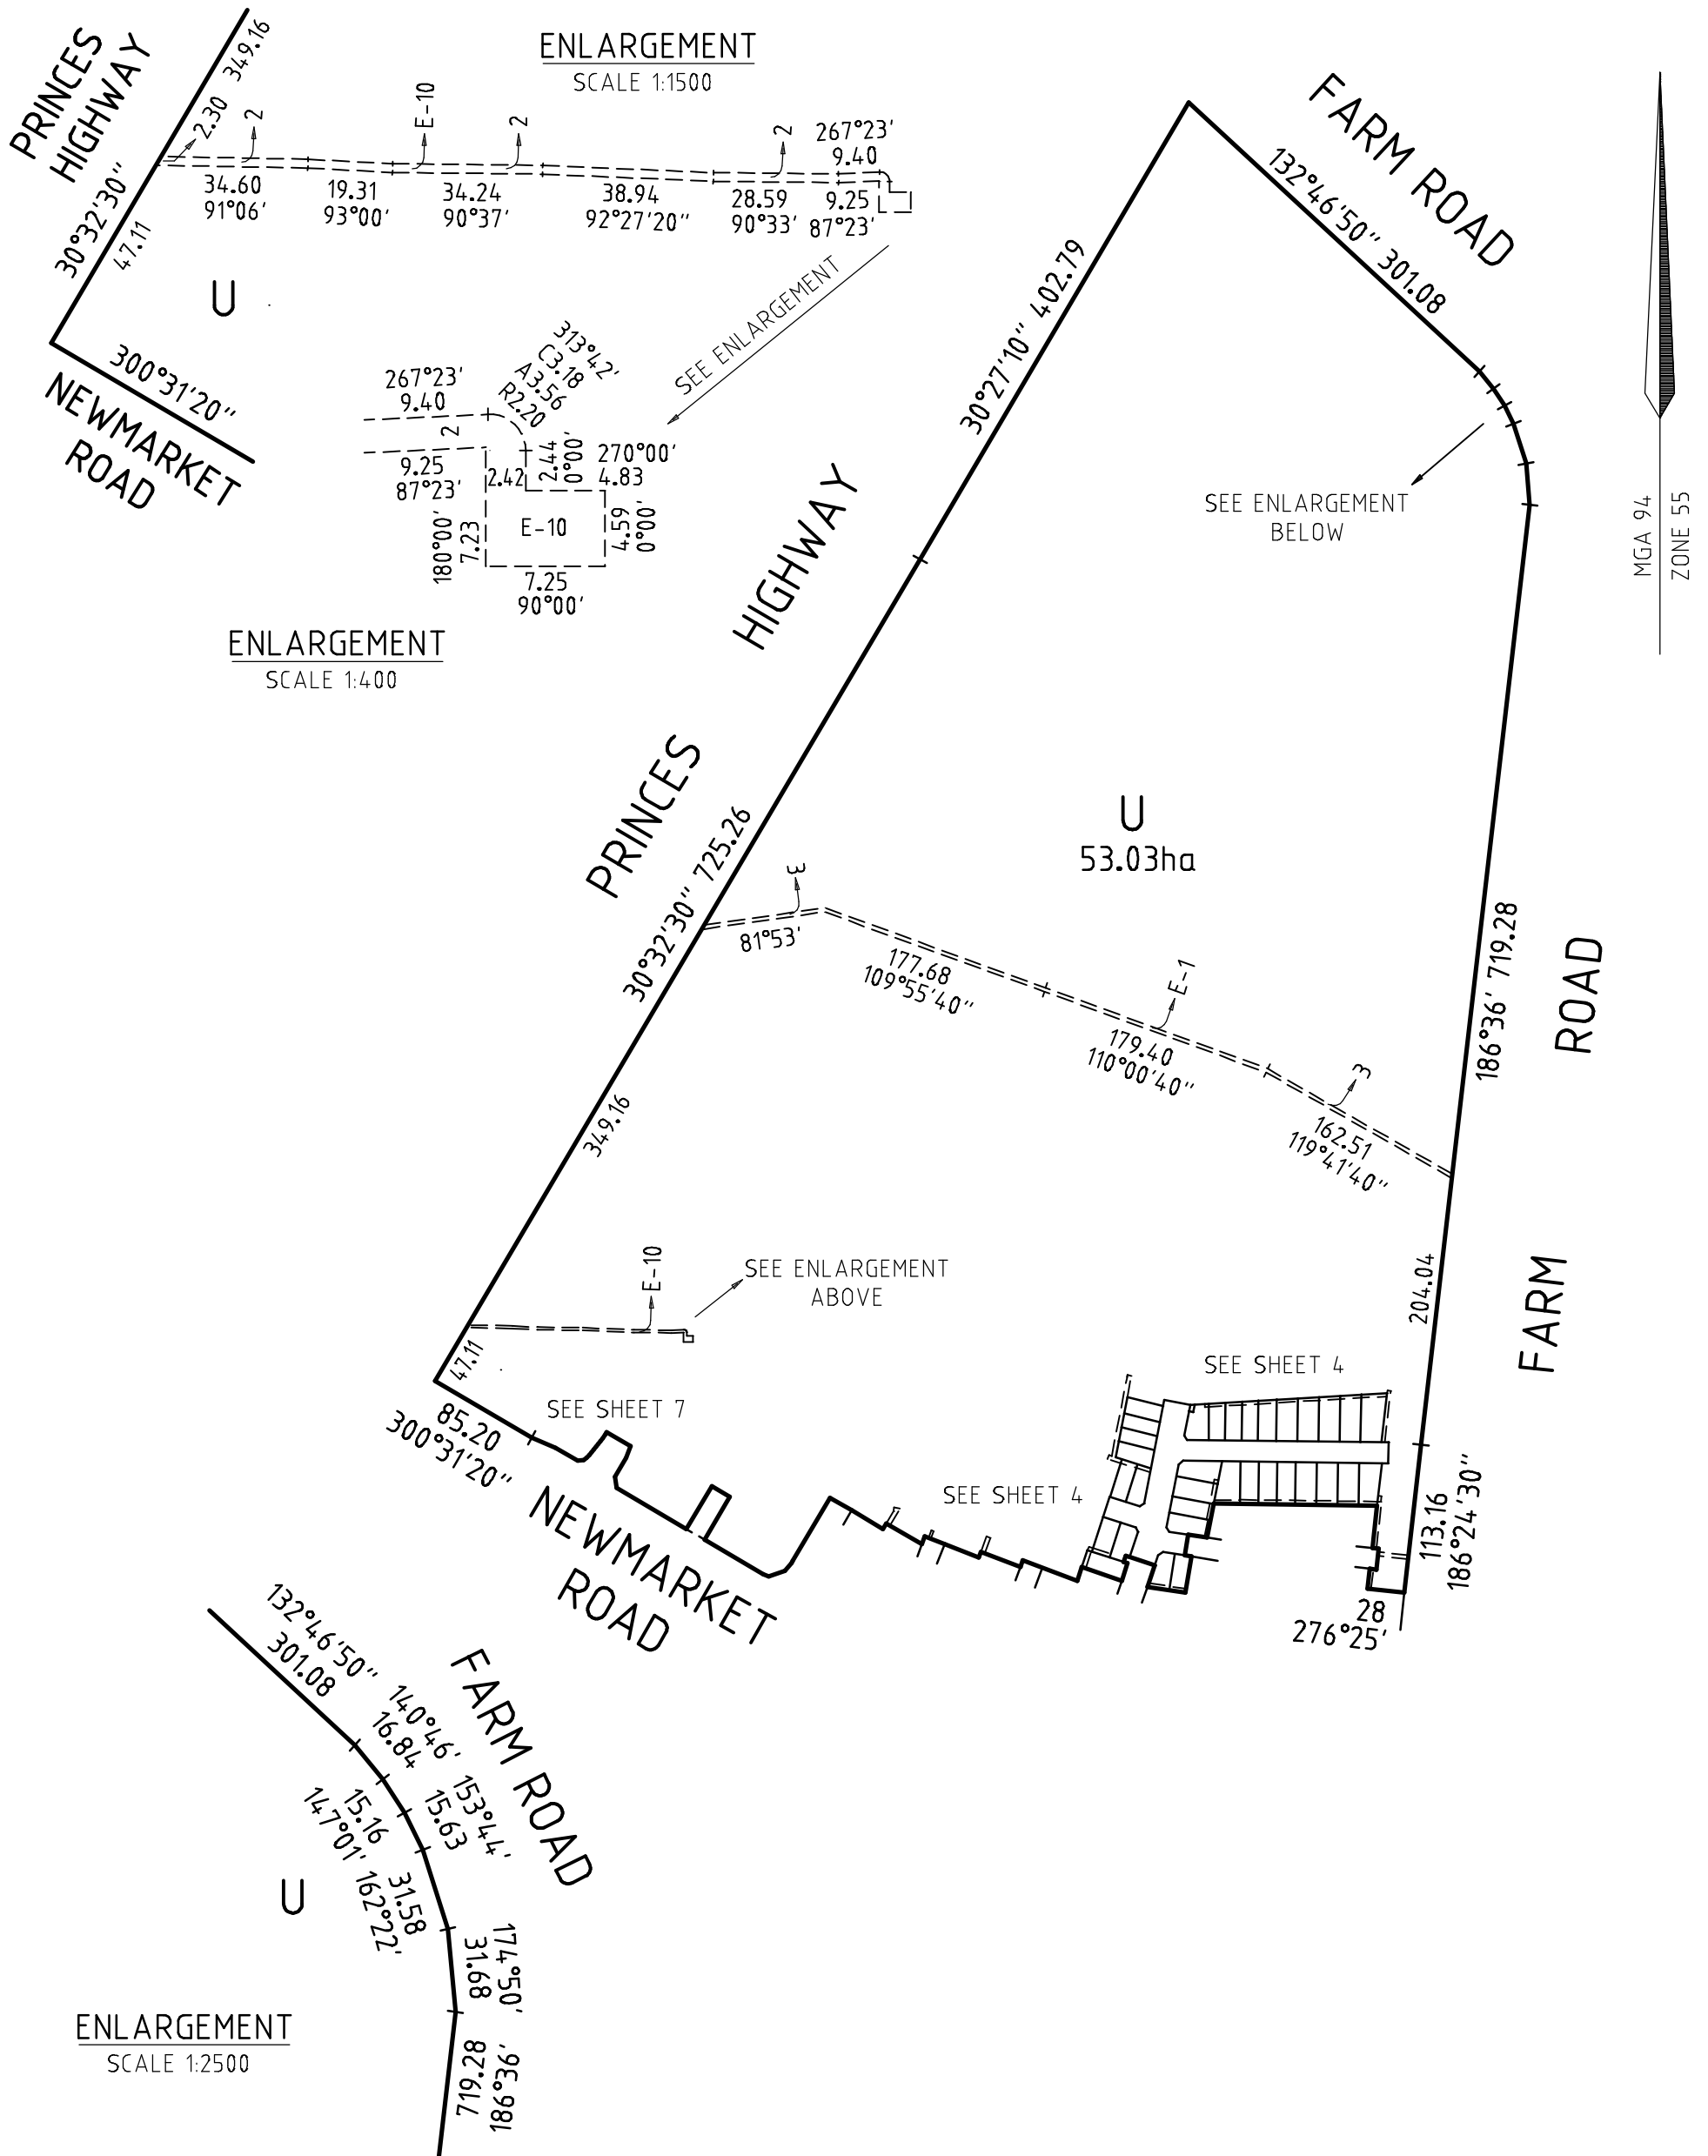 PRINCES
HIGHWAY
349.16
2.30
2
E-10
2
2
267°23'
9.40
30°32'30"
47.11
34.60
91°06'
19.31
93°00'
34.24
90°37'
38.94
92°27'20"
28.59
90°33'
9.25
87°23'
ENLARGEMENT
SCALE 1:1500
U
300°31'20"
NEWMARKET
ROAD
SEE ENLARGEMENT
313°42'
C3.18
A3.56
R2.20
267°23'
9.40
2
9.25
87°23'
2.42
2.44
0°00'
270°00'
4.83
180°00'
7.23
E-10
4.59
0°00'
7.25
90°00'
ENLARGEMENT
SCALE 1:400
FARM ROAD
132°46'50" 301.08
30°27'10" 402.79
SEE ENLARGEMENT
BELOW
MGA 94
ZONE 55
PRINCES HIGHWAY
30°32'30" 725.26
U
53.03ha
3
81°53'
177.68
109°55'40"
E-1
179.40
110°00'40"
3
162.51
119°41'40"
186°36' 719.28
FARM ROAD
349.16
204.04
E-10
SEE ENLARGEMENT
ABOVE
47.11
SEE SHEET 7
85.20
300°31'20"
NEWMARKET
ROAD
SEE SHEET 4
SEE SHEET 4
113.16
186°24'30"
28
276°25'
132°46'50"
301.08
FARM ROAD
140°46'
16.84
153°44'
15.63
15.16
147°01'
31.58
162°22'
U
174°50'
31.68
719.28
186°36'
ENLARGEMENT
SCALE 1:2500